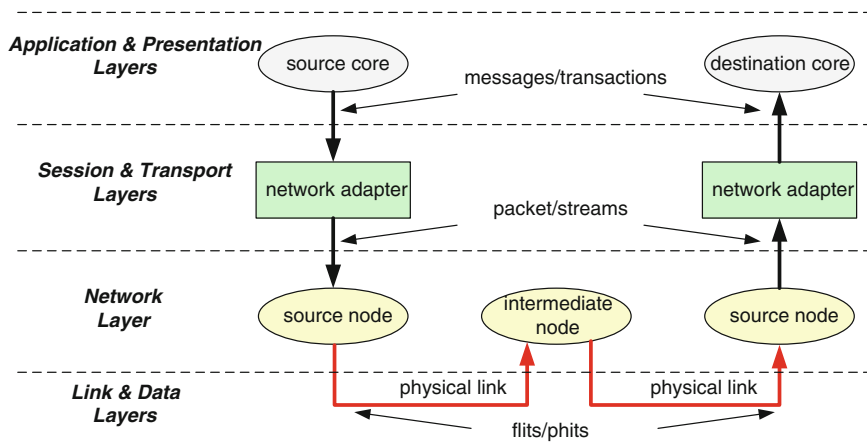 Application & Presentation
Layers
source core
destination core
messages/transactions
Session & Transport
Layers
network adapter
network adapter
packet/streams
Network
Layer
source node
intermediate
node
source node
Link & Data
Layers
physical link
physical link
flits/phits